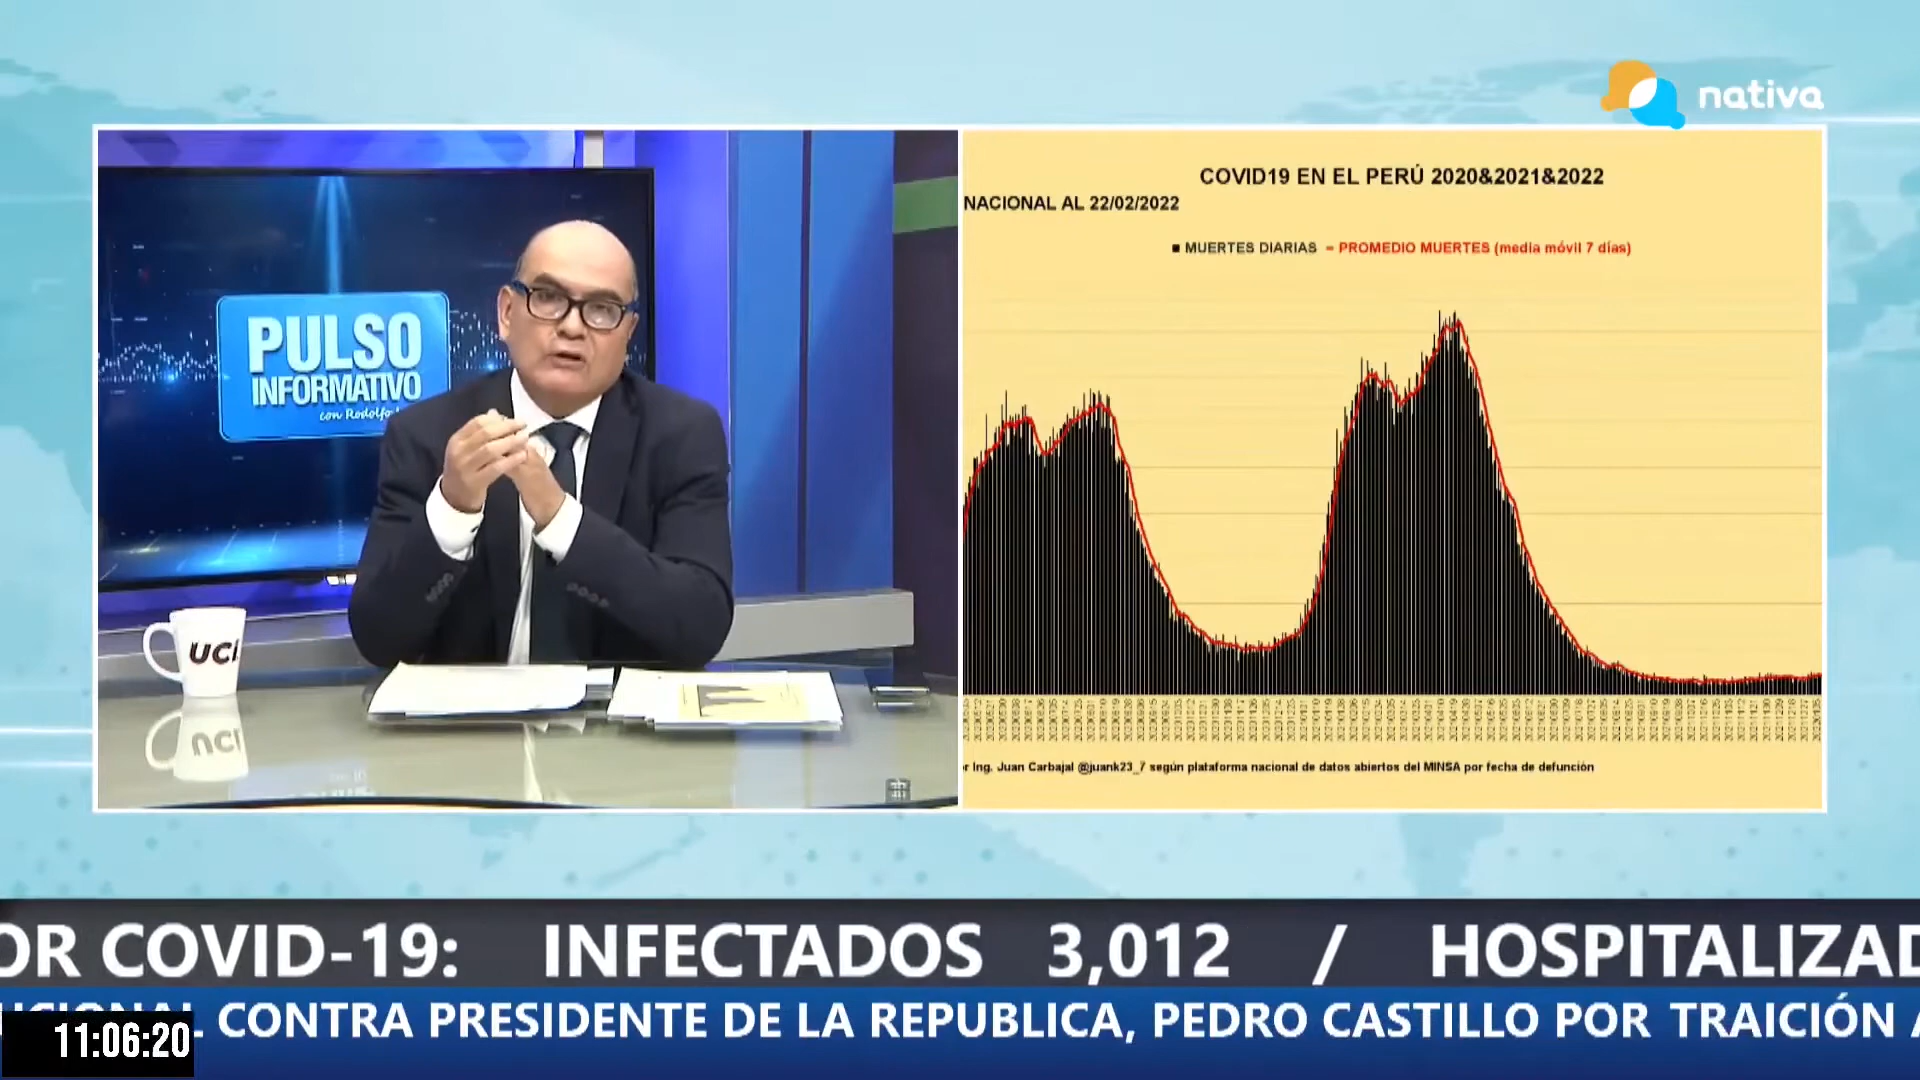 nativa
PULSO
INFORMATIVO
con Rodolfo
UCI
COVID19 EN EL PERÚ 2020&2021&2022
NACIONAL AL 22/02/2022
MUERTES DIARIAS
PROMEDIO MUERTES (media móvil 7 días)
Ing. Juan Carbajal @juank23_7 según plataforma nacional de datos abiertos del MINSA por fecha de defunción
OR COVID-19: INFECTADOS 3,012 / HOSPITALIZAD
CONTRA PRESIDENTE DE LA REPUBLICA, PEDRO CASTILLO POR TRAICIÓN A
11:06:20